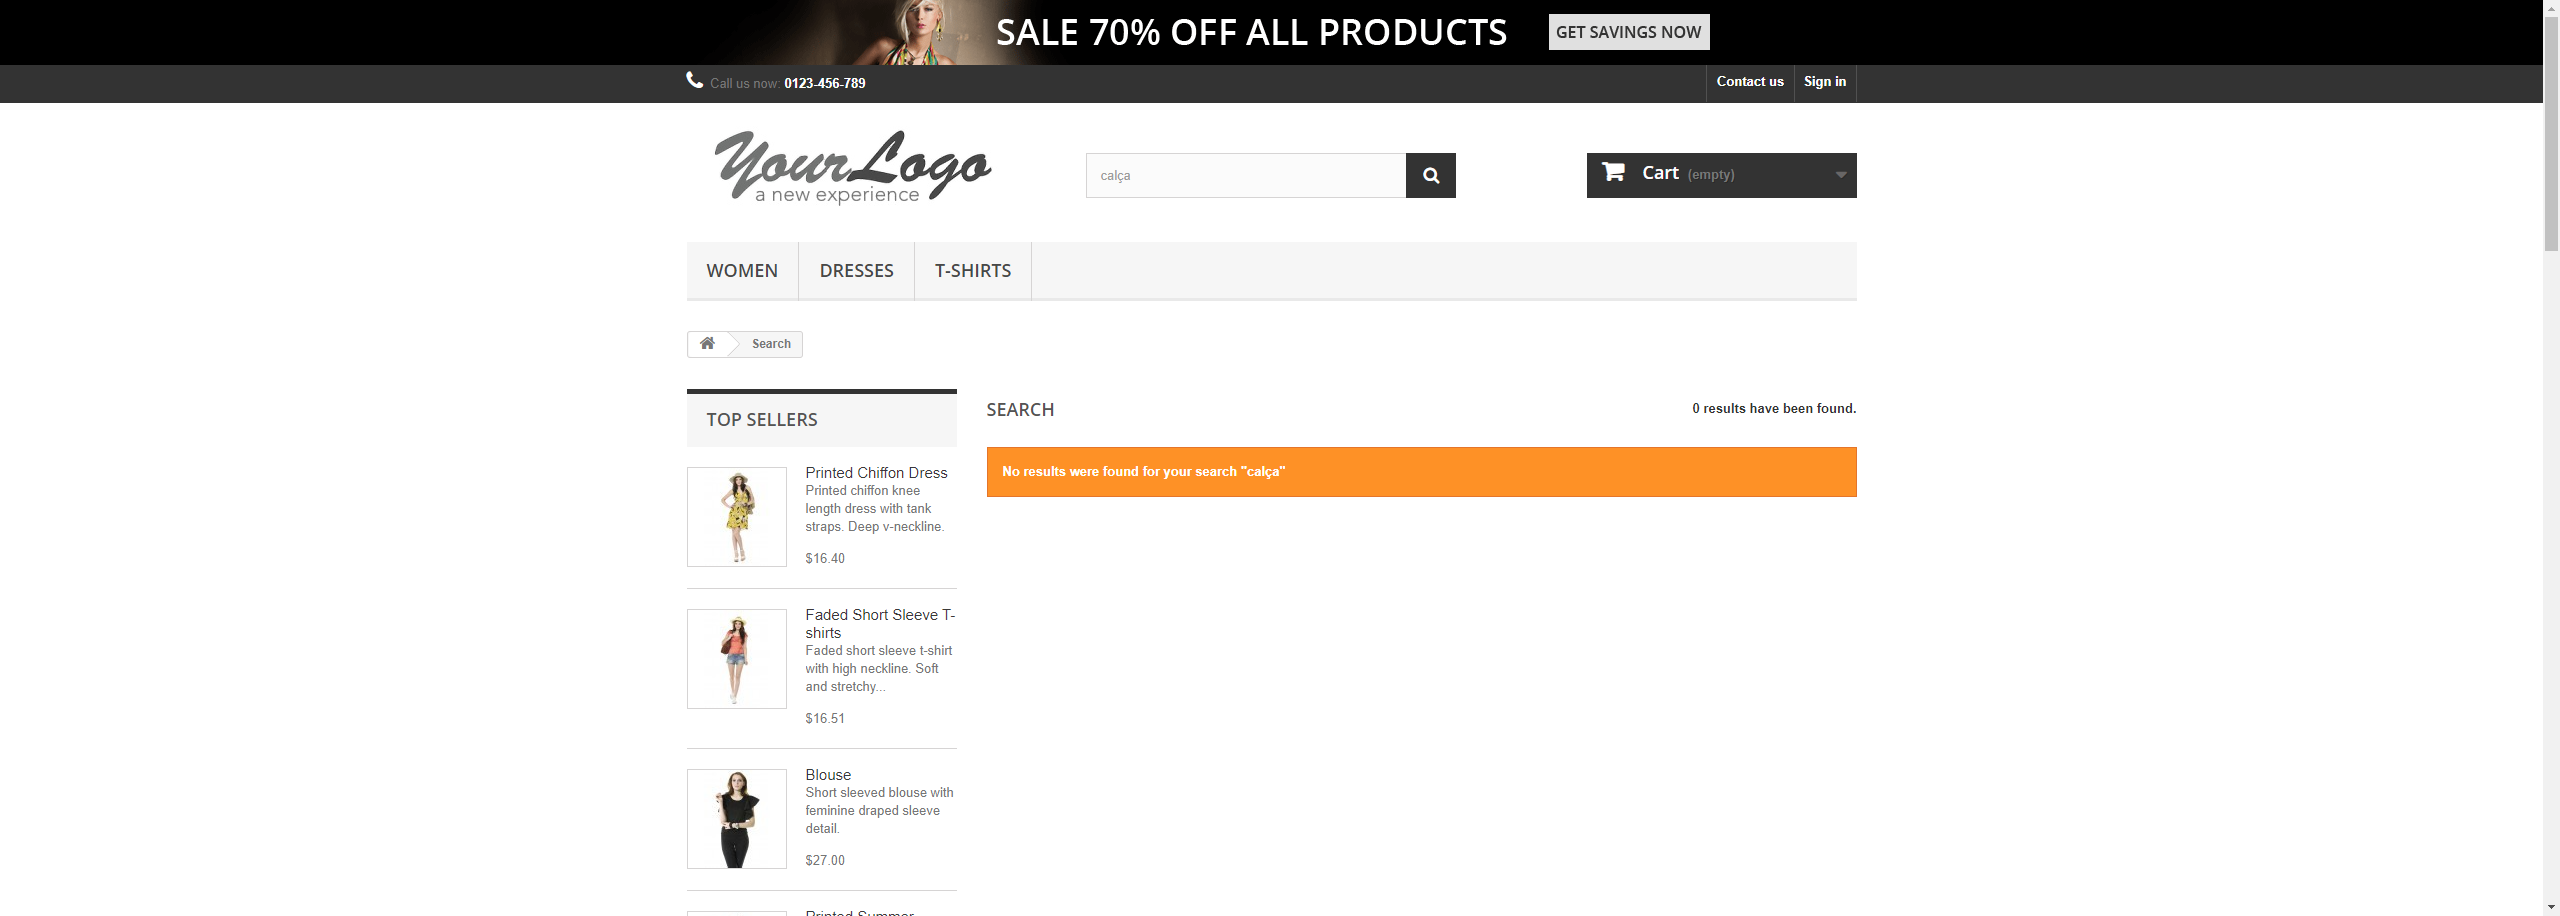 SALE 70% OFF ALL PRODUCTS
GET SAVINGS NOW
Call us now: 0123-456-789
Contact us
Sign in
Your Logo
a new experience
calça
Cart (empty)
WOMEN
DRESSES
T-SHIRTS
Search
TOP SELLERS
Printed Chiffon Dress
Printed chiffon knee
length dress with tank
straps. Deep v-neckline.
$16.40
Faded Short Sleeve T-
shirts
Faded short sleeve t-shirt
with high neckline. Soft
and stretchy...
$16.51
Blouse
Short sleeved blouse with
feminine draped sleeve
detail.
$27.00
Printed Summer
SEARCH
0 results have been found.
No results were found for your search "calça"